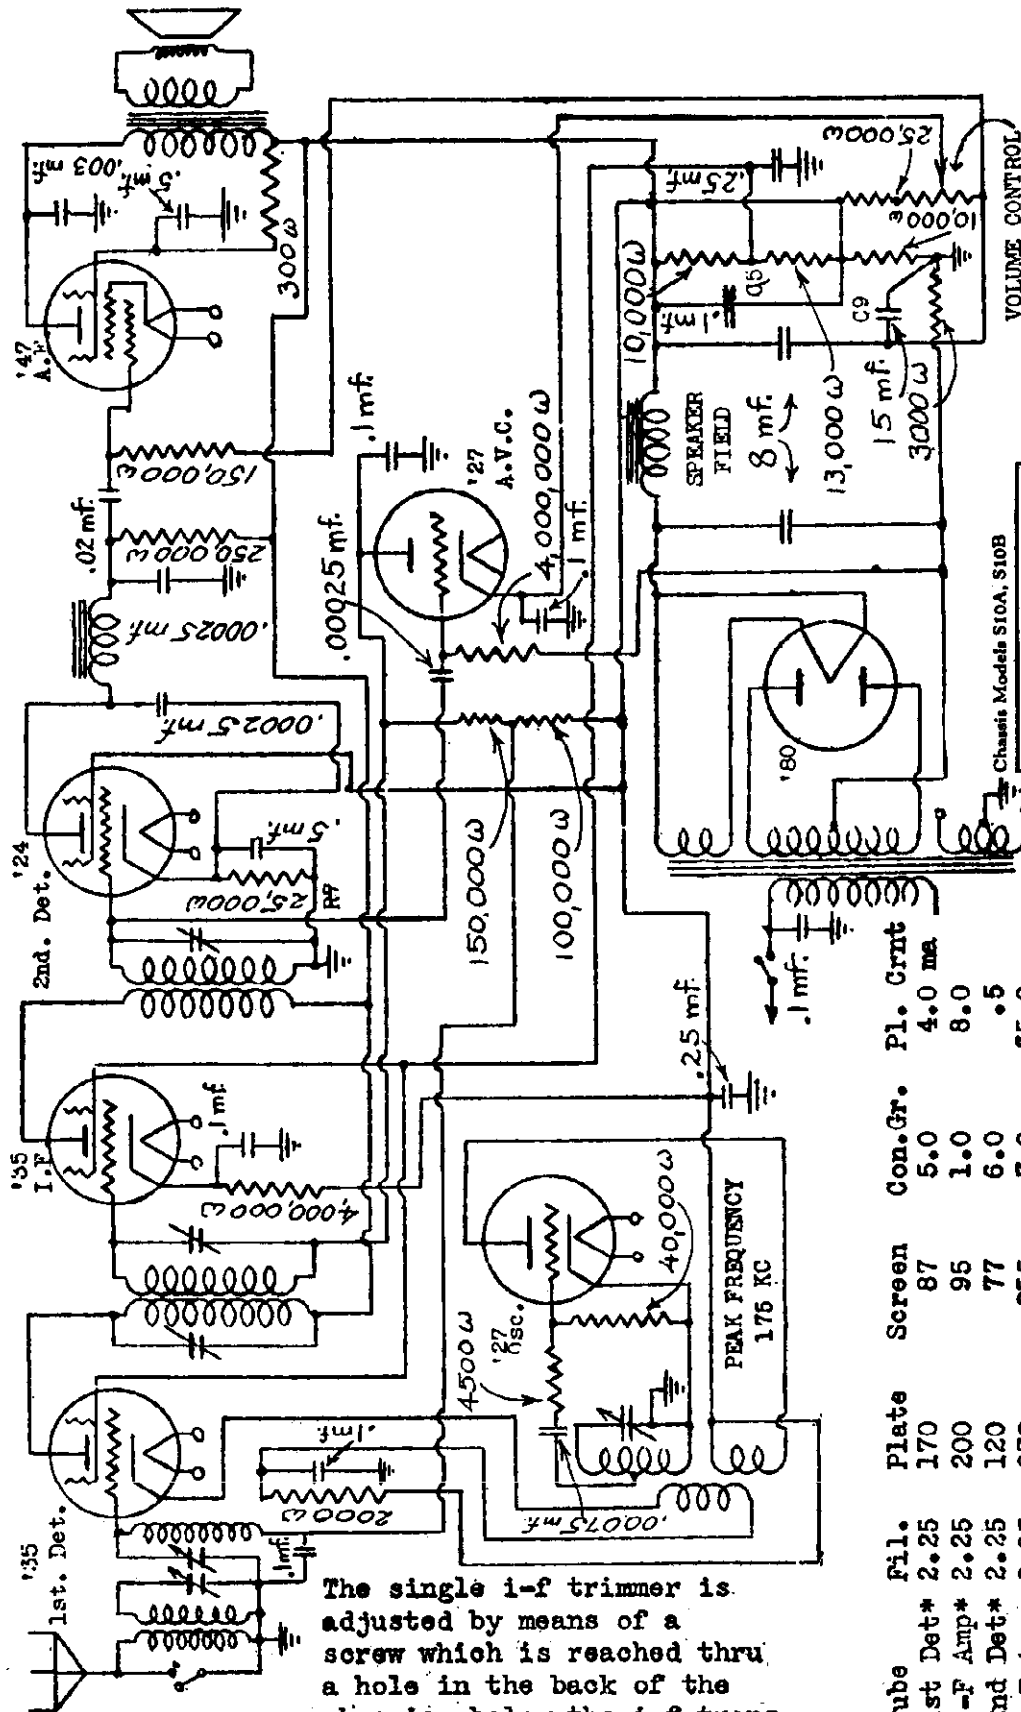 '35
1st. Det.
'35
I.F
2nd. Det.
'24
'47
A.F
.1 mf.
2000 ω
.1 mf.
4,000,000 ω
.1 mf.
25,000 ω
R7
.5 mf.
.00025 mf.
.00025 mf.
250,000 ω
.02 mf.
150,000 ω
.003 mf.
.5 mf.
300 ω
.00025 mf.
.1 mf.
'27
A.V.C.
4,000,000 ω
.1 mf.
150,000 ω
100,000 ω
4500 ω
'27
osc.
40,000 ω
.00075 mf.
PEAK FREQUENCY
175 KC
.25 mf.
.1 mf.
'80
SPEAKER
FIELD
8 mf.
10,000 ω
.1 mf.
.25 mf.
25,000 ω
10,000 ω
13,000 ω
C9
15 mf.
3000 ω
VOLUME CONTROL
Chassis Models S10A, S10B
The single i-f trimmer is
adjusted by means of a
screw which is reached thru
a hole in the back of the
Fil. Plate Screen Con.Gr. Pl. Crnt
Det* 2.25 170 87 5.0 4.0 ma
Amp* 2.25 200 95 1.0 8.0
Det* 2.25 120 77 6.0 .5